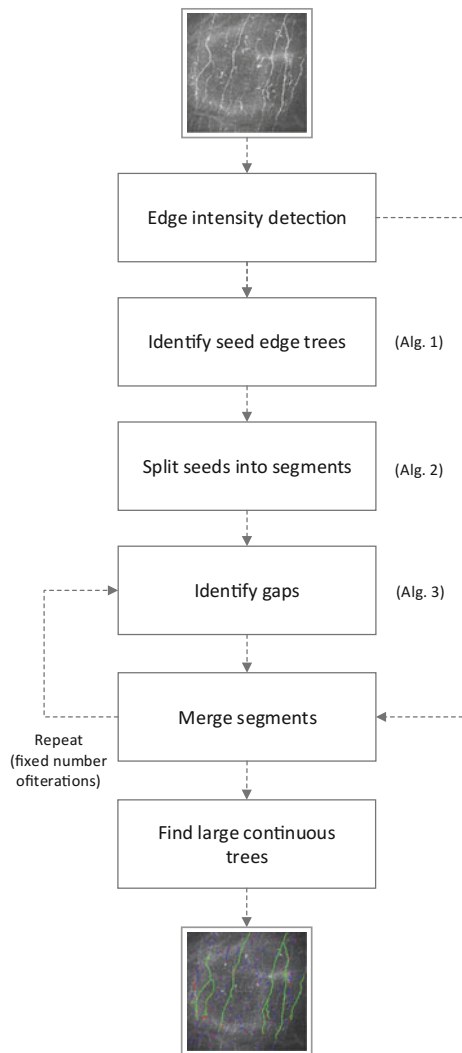 Edge intensity detection
Identify seed edge trees
(Alg. 1)
Split seeds into segments
(Alg. 2)
Identify gaps
(Alg. 3)
Merge segments
Repeat
(fixed number
ofiterations)
Find large continuous
trees